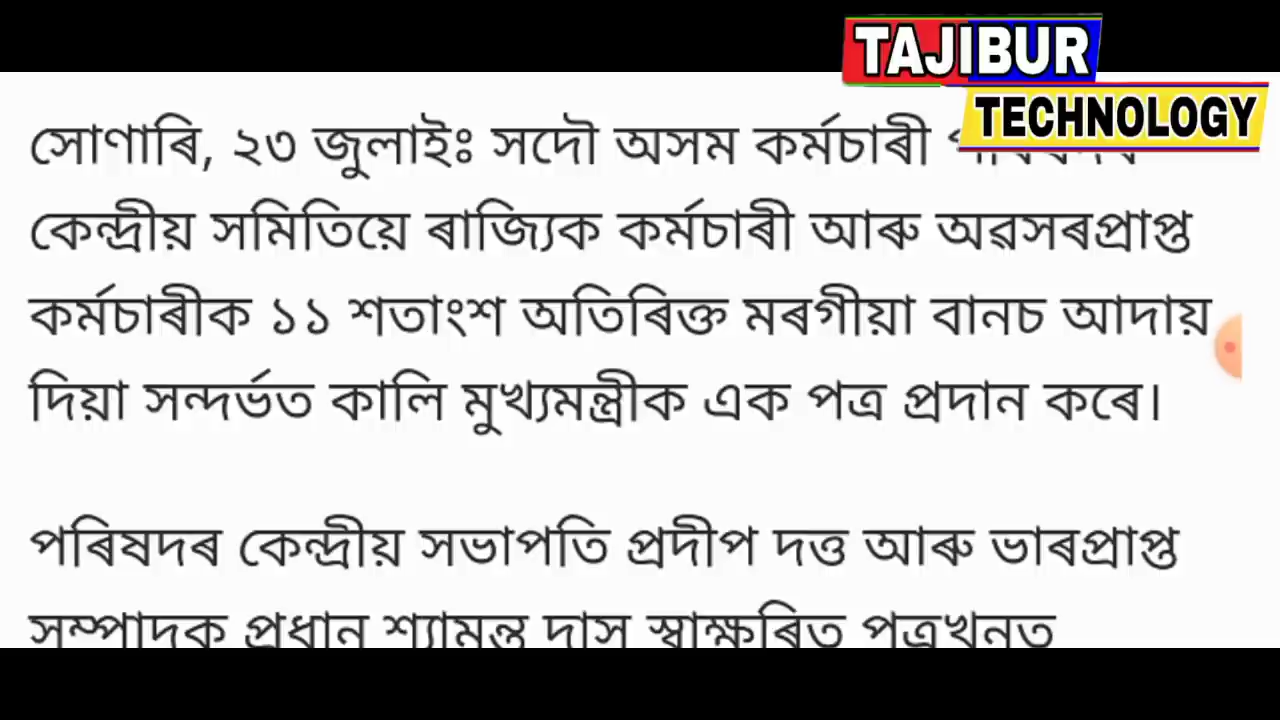 TAJIBUR
TECHNOLOGY
সোণাৰি, ২৩ জুলাইঃ সদৌ অসম কৰ্মচাৰী
কেন্দ্ৰীয় সমিতিয়ে ৰাজ্যিক কৰ্মচাৰী আৰু অৱসৰপ্ৰাপ্ত
কৰ্মচাৰীক ১১ শতাংশ অতিৰিক্ত মৰগীয়া বানচ আদায়
দিয়া সন্দৰ্ভত কালি মুখ্যমন্ত্ৰীক এক পত্ৰ প্ৰদান কৰে।
পৰিষদৰ কেন্দ্ৰীয় সভাপতি প্ৰদীপ দত্ত আৰু ভাৰপ্ৰাপ্ত
সম্পাদক প্ৰধান শ্যামন্ত দাস স্বাক্ষৰিত পত্ৰখনত